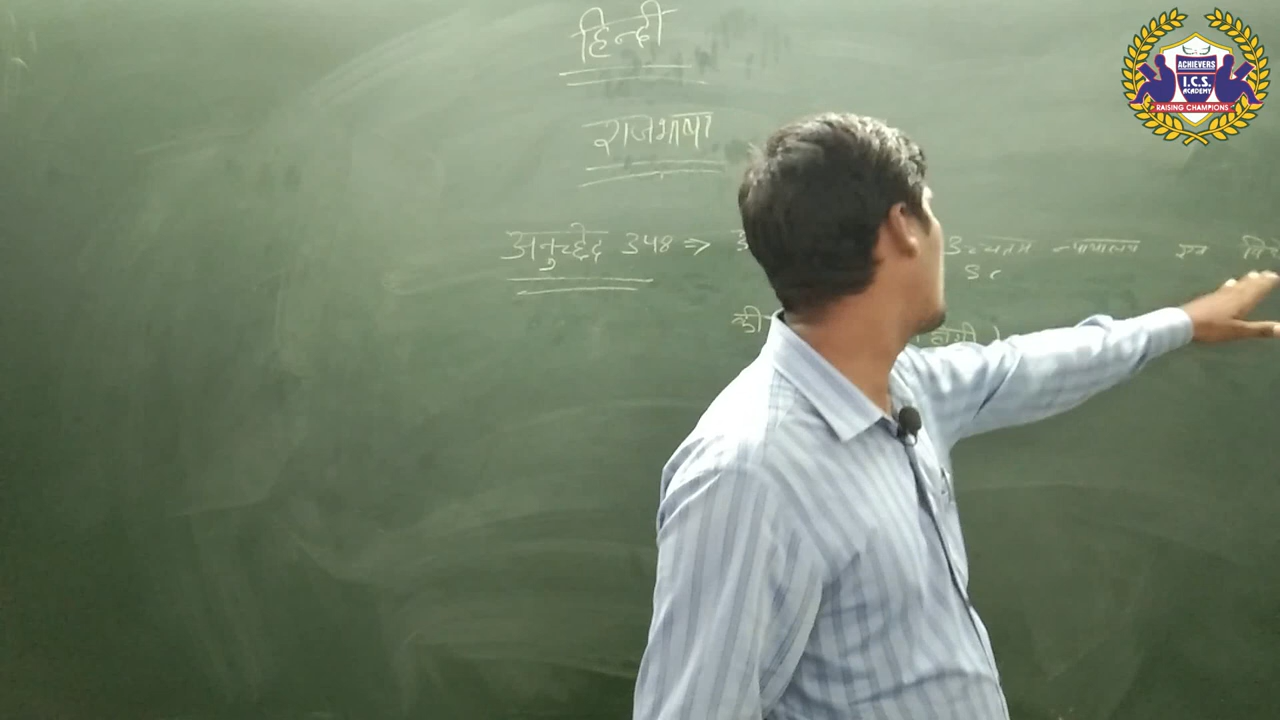 हिन्दी
राजभाषा
अनुच्छेद 348 ⇒ उच्चतम न्यायालय एवं
SC
की होगी )
ACHIEVERS
I.C.S.
ACADEMY
RAISING CHAMPIONS